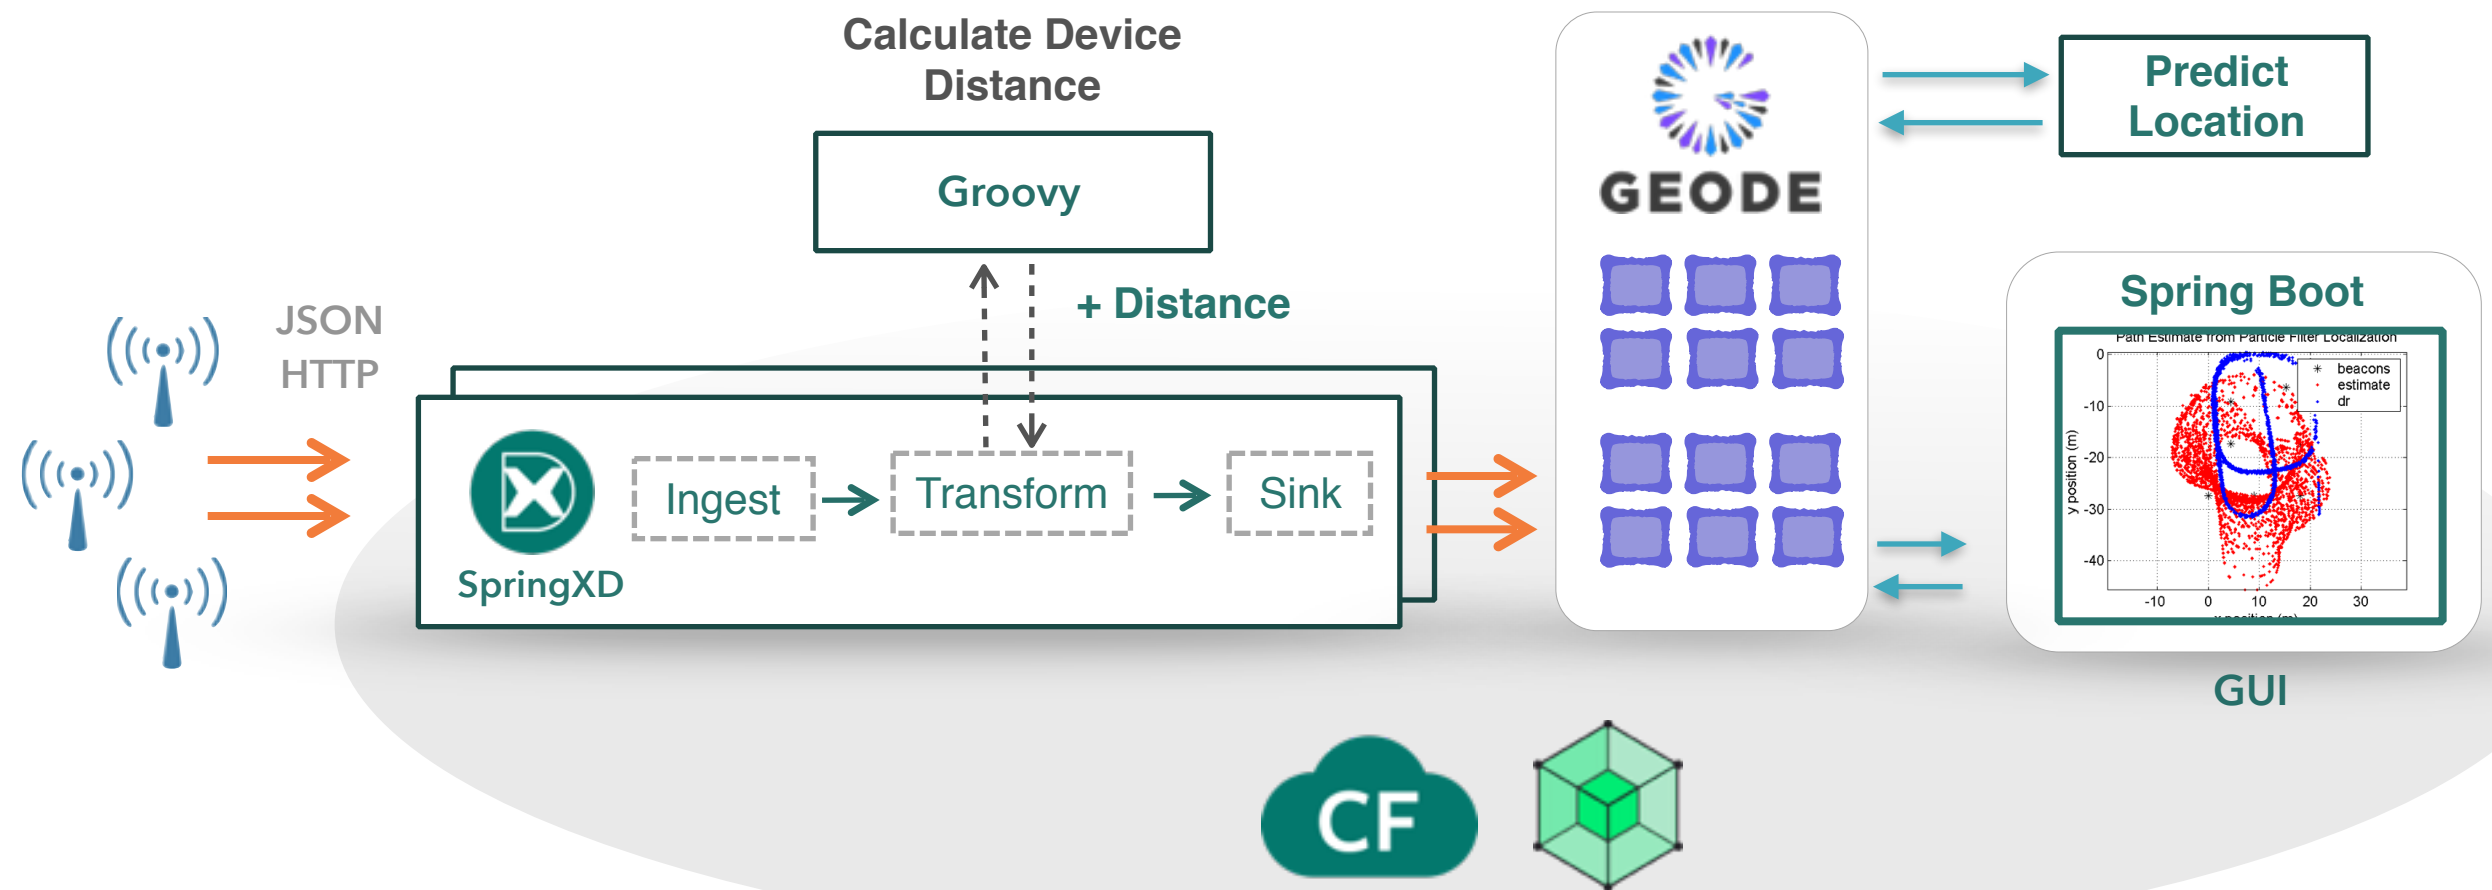 Calculate Device
Distance
Groovy
+ Distance
JSON
HTTP
SpringXD
Ingest
Transform
Sink
GEODE
Predict
Location
Spring Boot
Path Estimate from Particle Filter Localization
beacons
estimate
dr
y position (m)
0
-10
-20
-30
-40
-10
0
10
20
30
x position (m)
GUI
CF